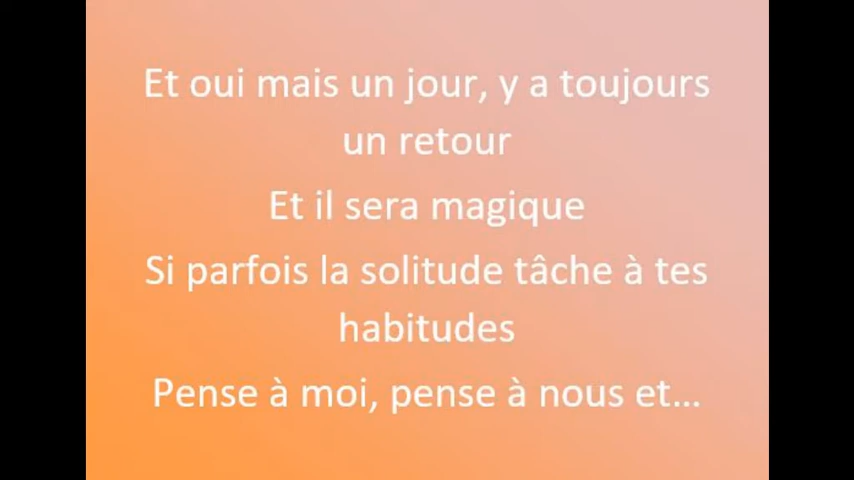 Et oui mais un jour, y a toujours
un retour
Et il sera magique
Si parfois la solitude tâche à tes
habitudes
Pense à moi, pense à nous et...